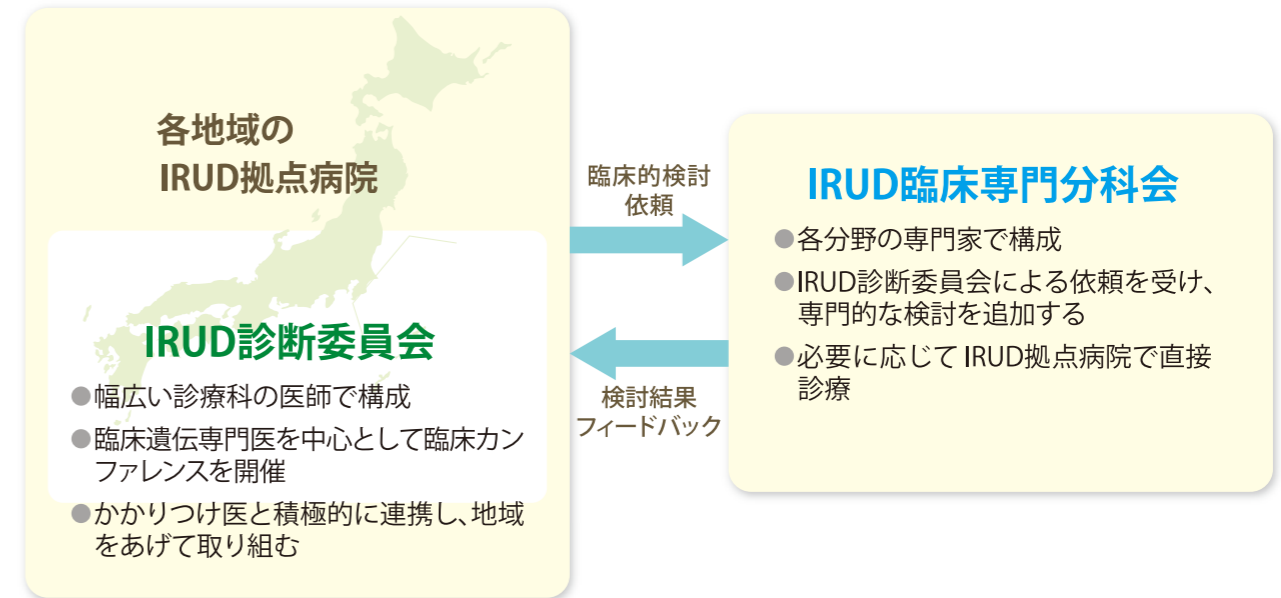 各地域の
IRUD拠点病院
IRUD診断委員会
●幅広い診療科の医師で構成
●臨床遺伝専門医を中心として臨床カン
ファレンスを開催
●かかりつけ医と積極的に連携し、地域
をあげて取り組む
臨床的検討
依頼
検討結果
フィードバック
IRUD臨床専門分科会
●各分野の専門家で構成
●IRUD診断委員会による依頼を受け、
専門的な検討を追加する
●必要に応じて IRUD拠点病院で直接
診療